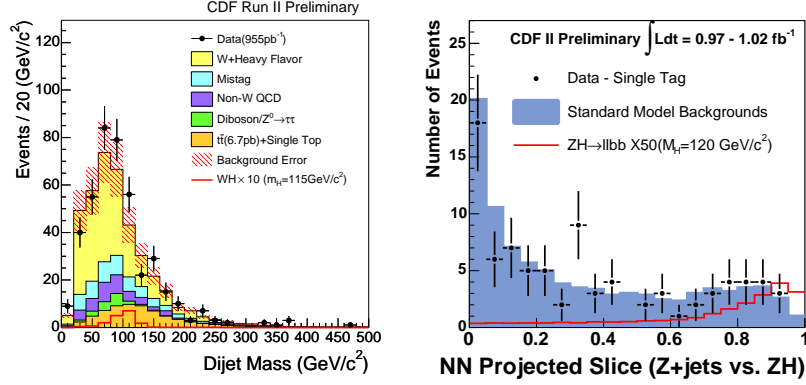 CDF Run II Preliminary
Events / 20 (GeV/c²)
120
100
80
60
40
20
0
Data(955pb⁻¹)
W+Heavy Flavor
Mistag
Non-W QCD
Diboson/Z⁰→ττ
tt̄(6.7pb)+Single Top
Background Error
WH × 10 (m_H=115GeV/c²)
0 50 100 150 200 250 300 350 400 450 500
Dijet Mass (GeV/c²)
CDF II Preliminary ∫Ldt = 0.97 - 1.02 fb⁻¹
Number of Events
25
20
15
10
5
0
Data - Single Tag
Standard Model Backgrounds
ZH→llbb X50(M_H=120 GeV/c²)
0 0.2 0.4 0.6 0.8 1
NN Projected Slice (Z+jets vs. ZH)